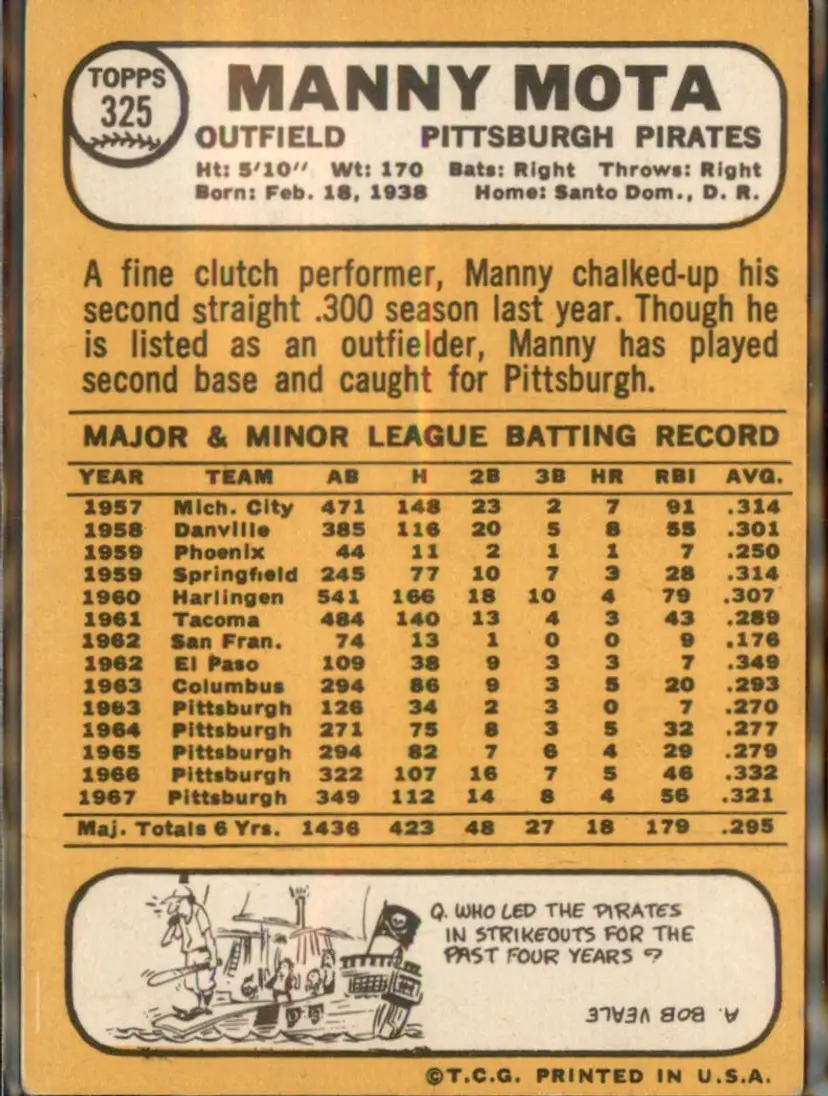 TOPPS
325
MANNY MOTA
OUTFIELD PITTSBURGH PIRATES
Ht: 5'10" Wt: 170 Bats: Right Throws: Right
Born: Feb. 18, 1938 Home: Santo Dom., D. R.
A fine clutch performer, Manny chalked-up his
second straight .300 season last year. Though he
is listed as an outfielder, Manny has played
second base and caught for Pittsburgh.
MAJOR & MINOR LEAGUE BATTING RECORD
YEAR TEAM AB H 2B 3B HR RBI AVG.
1957 Mich. City 471 148 23 2 7 91 .314
1958 Danville 385 116 20 5 8 55 .301
1959 Phoenix 44 11 2 1 1 7 .250
1959 Springfield 245 77 10 7 3 28 .314
1960 Harlingen 541 166 18 10 4 79 .307
1961 Tacoma 484 140 13 4 3 43 .289
1962 San Fran. 74 13 1 0 0 9 .176
1962 El Paso 109 38 9 3 3 7 .349
1963 Columbus 294 86 9 3 5 20 .293
1963 Pittsburgh 126 34 2 3 0 7 .270
1964 Pittsburgh 271 75 8 3 5 32 .277
1965 Pittsburgh 294 82 7 6 4 29 .279
1966 Pittsburgh 322 107 16 7 5 46 .332
1967 Pittsburgh 349 112 14 8 4 56 .321
Maj. Totals 6 Yrs. 1436 423 48 27 18 179 .295
Q. WHO LED THE PIRATES
IN STRIKEOUTS FOR THE
PAST FOUR YEARS?
A. BOB VEALE
©T.C.G. PRINTED IN U.S.A.